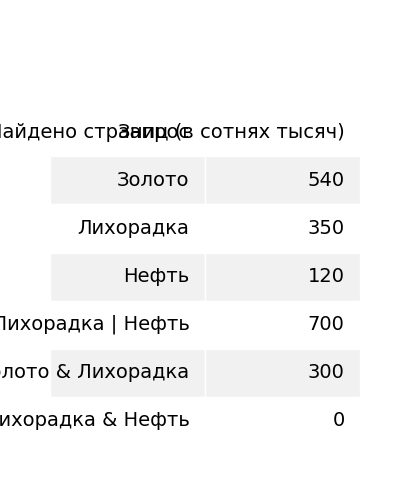 Запрос Найдено страниц (в сотнях тысяч)
Золото 540
Лихорадка 350
Нефть 120
Лихорадка | Нефть 700
олото & Лихорадка 300
ихорадка & Нефть 0